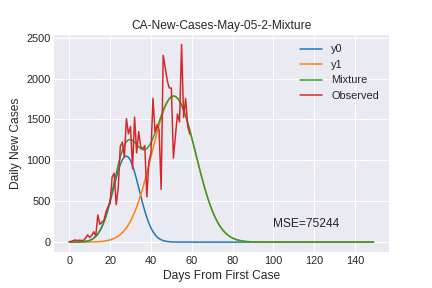 CA-New-Cases-May-05-2-Mixture
2500
2000
1500
1000
500
0
Daily New Cases
y0
y1
Mixture
Observed
MSE=75244
0 20 40 60 80 100 120 140
Days From First Case